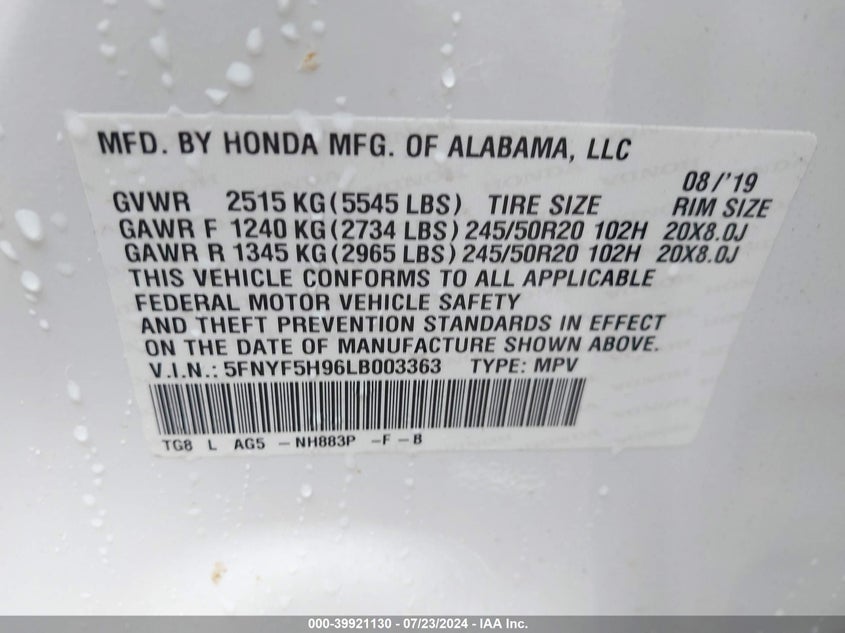 MFD. BY HONDA MFG. OF ALABAMA, LLC
08/'19
GVWR 2515 KG (5545 LBS) TIRE SIZE RIM SIZE
GAWR F 1240 KG (2734 LBS) 245/50R20 102H 20X8.0J
GAWR R 1345 KG (2965 LBS) 245/50R20 102H 20X8.0J
THIS VEHICLE CONFORMS TO ALL APPLICABLE
FEDERAL MOTOR VEHICLE SAFETY
AND THEFT PREVENTION STANDARDS IN EFFECT
ON THE DATE OF MANUFACTURE SHOWN ABOVE.
V.I.N.: 5FNYF5H96LB003363 TYPE: MPV
TG8 L AG5 -NH883P -F-B
000-39921130 - 07/23/2024 - IAA Inc.